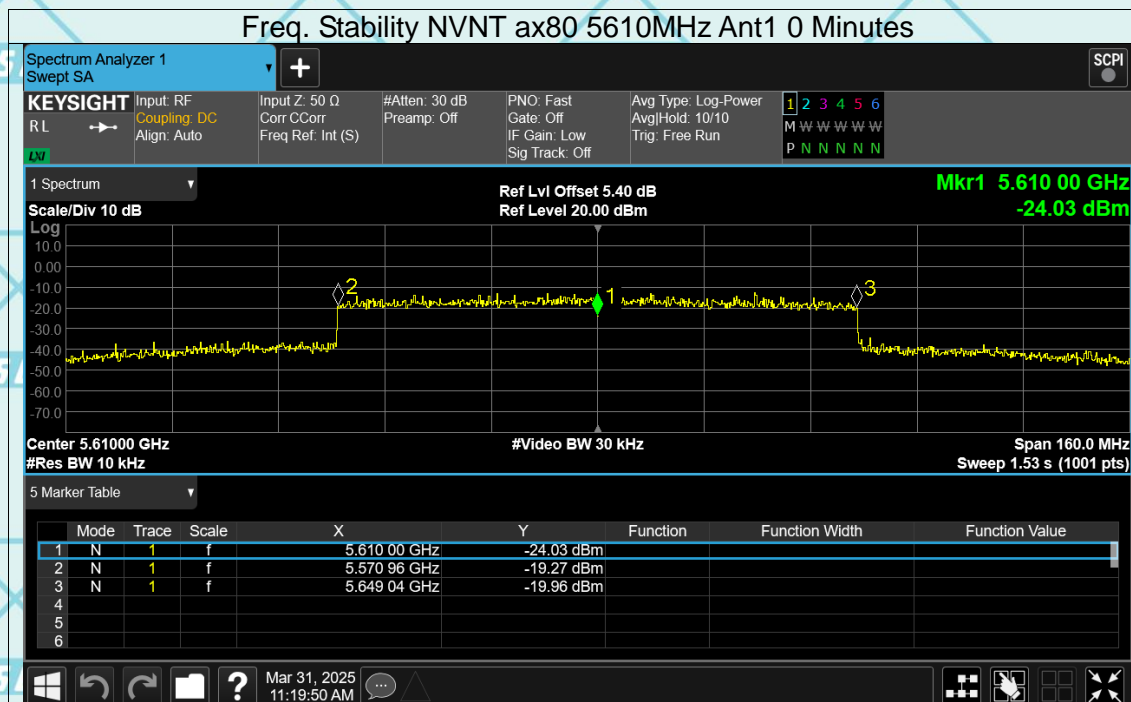 Freq. Stability NVNT ax80 5610MHz Ant1 0 Minutes
Spectrum Analyzer 1
Swept SA
+
SCPI
KEYSIGHT
RL
LXI
Input: RF
Coupling: DC
Align: Auto
Input Z: 50 Ω
Corr CCorr
Freq Ref: Int (S)
#Atten: 30 dB
Preamp: Off
PNO: Fast
Gate: Off
IF Gain: Low
Sig Track: Off
Avg Type: Log-Power
Avg|Hold: 10/10
Trig: Free Run
1 2 3 4 5 6
M W W W W W
P N N N N N
1 Spectrum
Scale/Div 10 dB
Ref Lvl Offset 5.40 dB
Ref Level 20.00 dBm
Mkr1 5.610 00 GHz
-24.03 dBm
Log
10.0
0.00
-10.0
-20.0
-30.0
-40.0
-50.0
-60.0
-70.0
2
1
3
Center 5.61000 GHz
#Video BW 30 kHz
Span 160.0 MHz
#Res BW 10 kHz
Sweep 1.53 s (1001 pts)
5 Marker Table
Mode Trace Scale X Y Function Function Width Function Value
1 N 1 f 5.610 00 GHz -24.03 dBm
2 N 1 f 5.570 96 GHz -19.27 dBm
3 N 1 f 5.649 04 GHz -19.96 dBm
4
5
6
?
Mar 31, 2025
11:19:50 AM